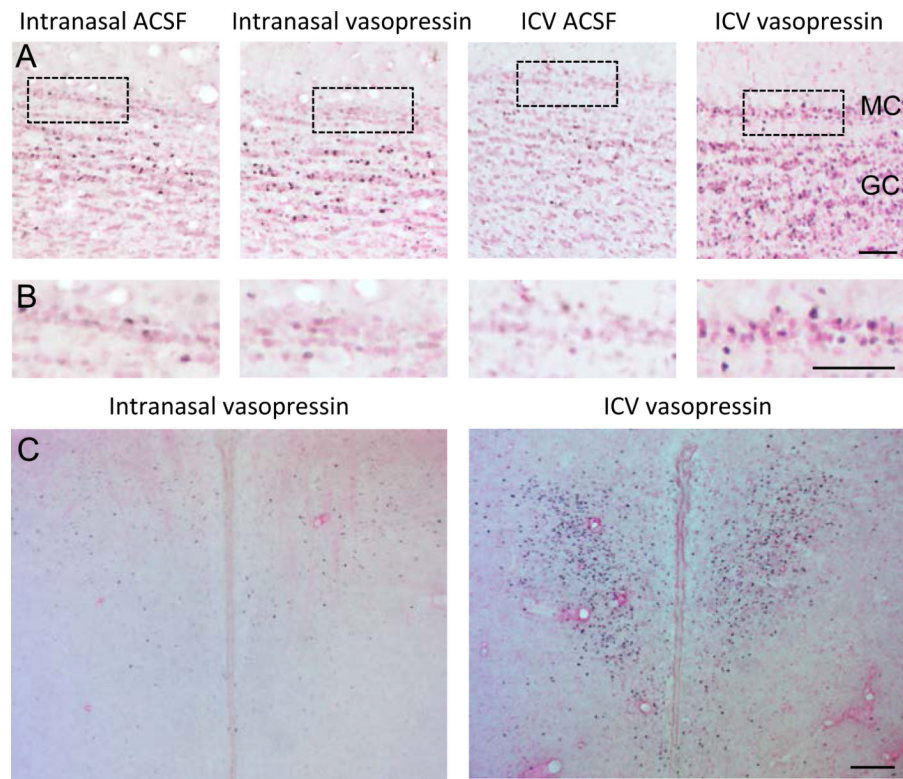 Intranasal ACSF Intranasal vasopressin ICV ACSF ICV vasopressin
A
MC
GC
B
Intranasal vasopressin ICV vasopressin
C